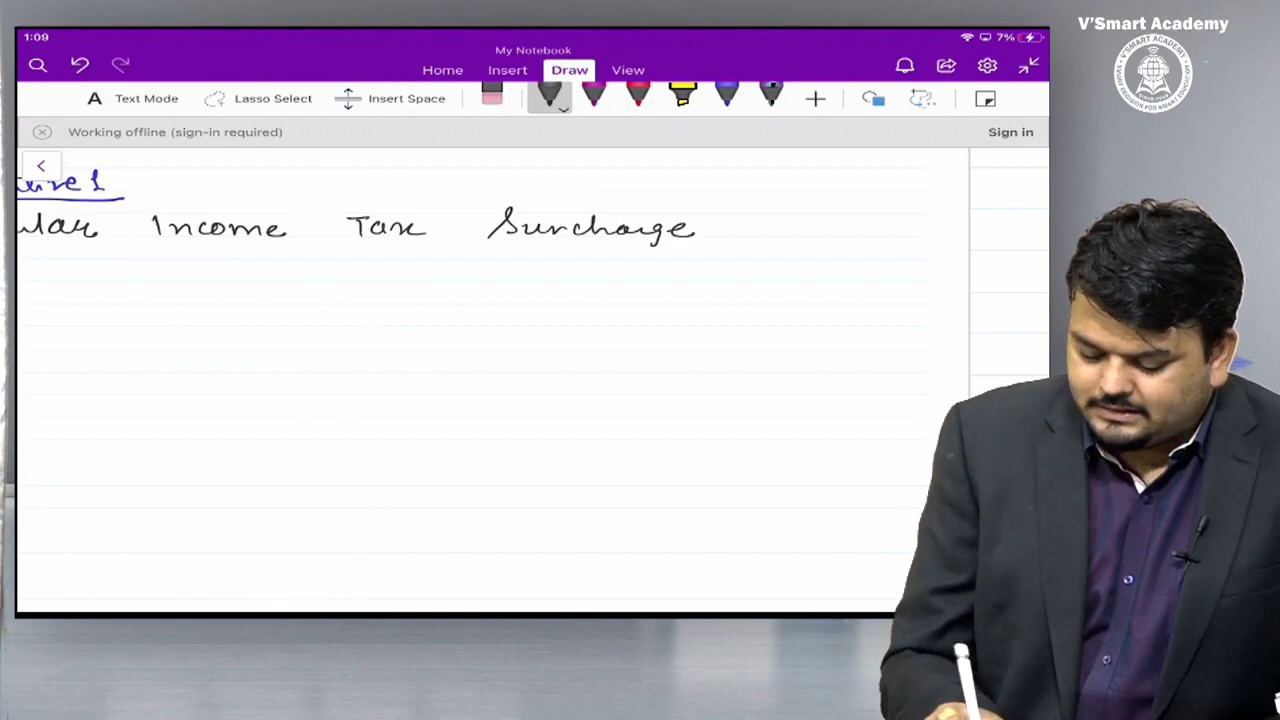 V'Smart Academy
1:09
7%
My Notebook
Home Insert Draw View
A Text Mode Lasso Select Insert Space
Working offline (sign-in required) Sign in
Income Tax Surcharge